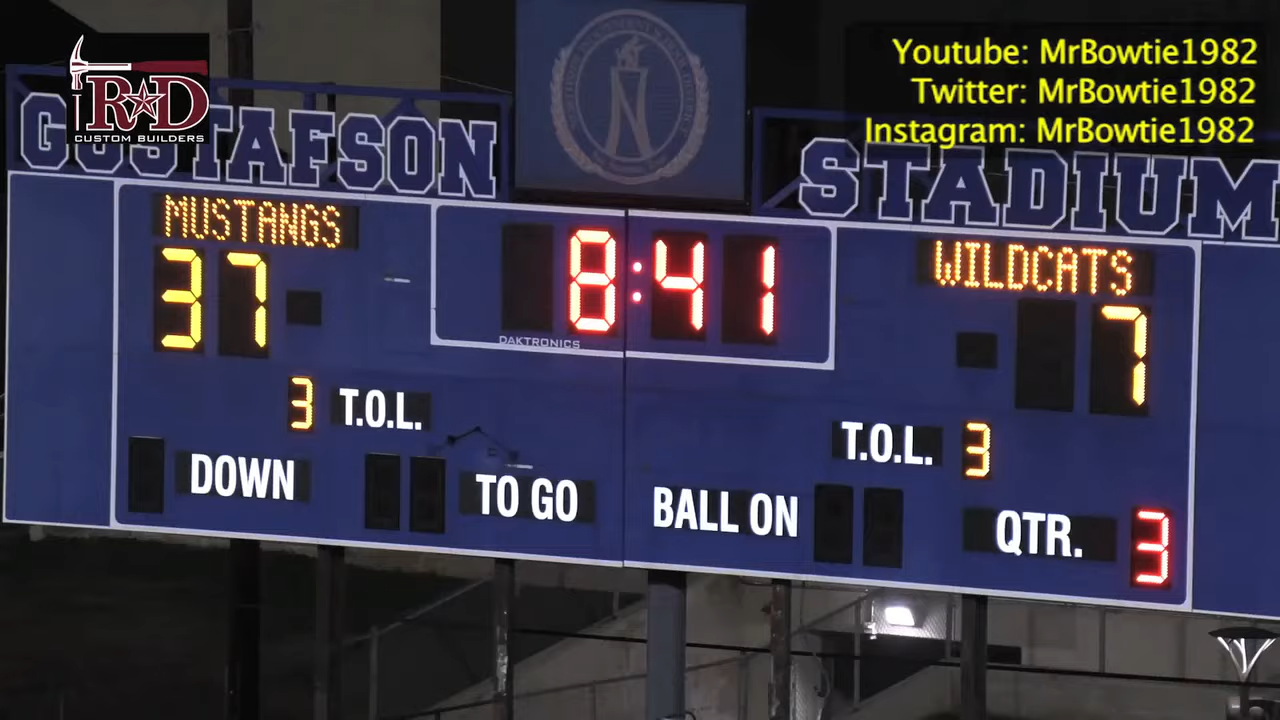 Youtube: MrBowtie1982
Twitter: MrBowtie1982
Instagram: MrBowtie1982
R D
CUSTOM BUILDERS
GUSTAFSON STADIUM
N
MUSTANGS
WILDCATS
37
8:41
7
DAKTRONICS
3 T.O.L.
T.O.L. 3
DOWN
TO GO
BALL ON
QTR. 3